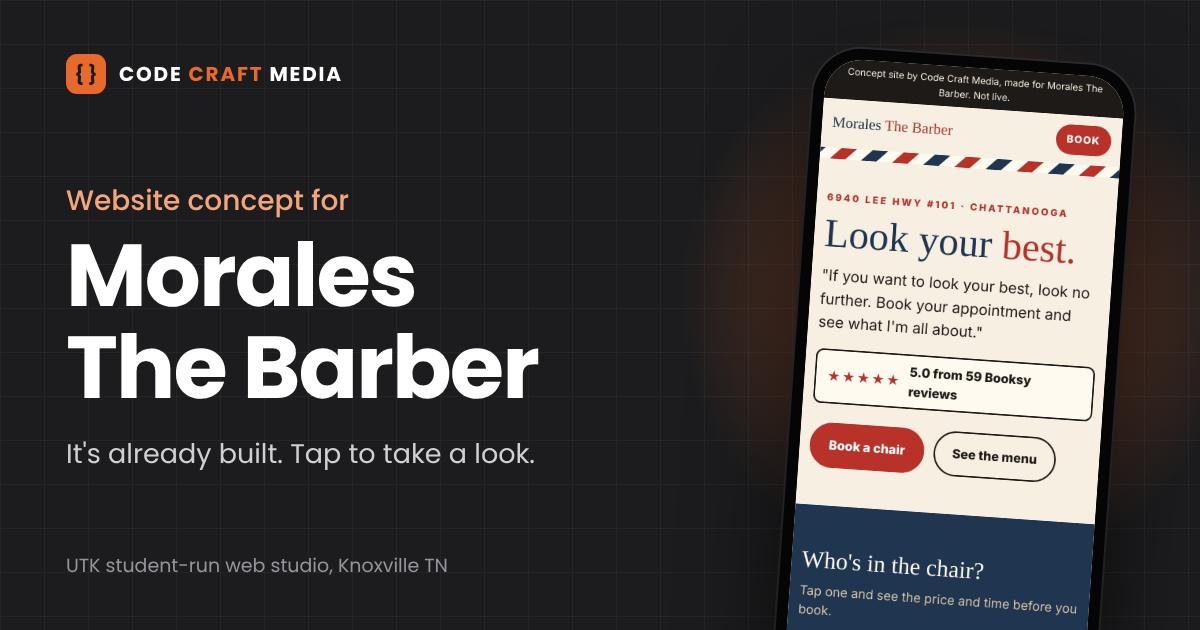 { } CODE CRAFT MEDIA
Website concept for
Morales
The Barber
It's already built. Tap to take a look.
UTK student-run web studio, Knoxville TN
Concept site by Code Craft Media, made for Morales The
Barber. Not live.
Morales The Barber
BOOK
6940 LEE HWY #101 · CHATTANOOGA
Look your best.
"If you want to look your best, look no
further. Book your appointment and
see what I'm all about."
★★★★★ 5.0 from 59 Booksy
reviews
Book a chair
See the menu
Who's in the chair?
Tap one and see the price and time before you
book.